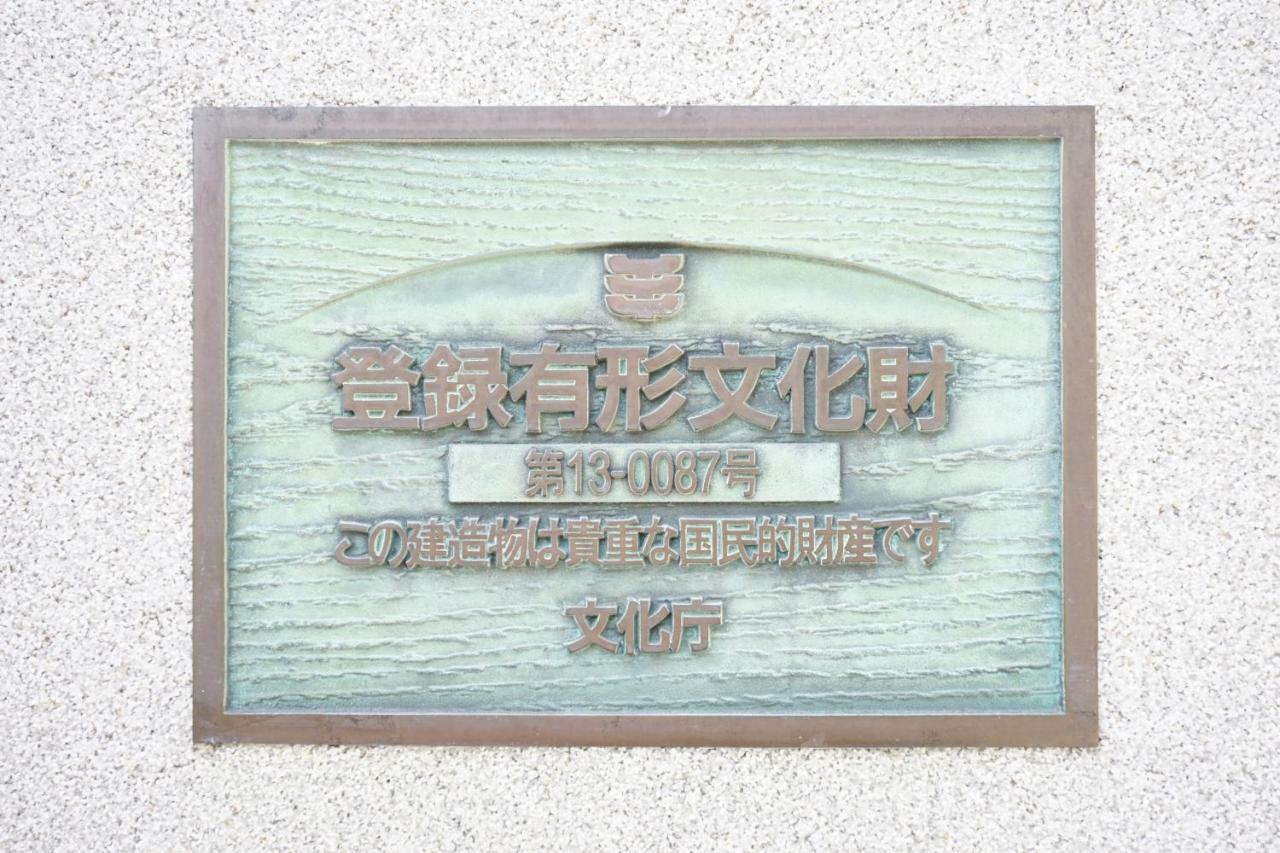 登録有形文化財
第13-0087号
この建造物は貴重な国民的財産です
文化庁